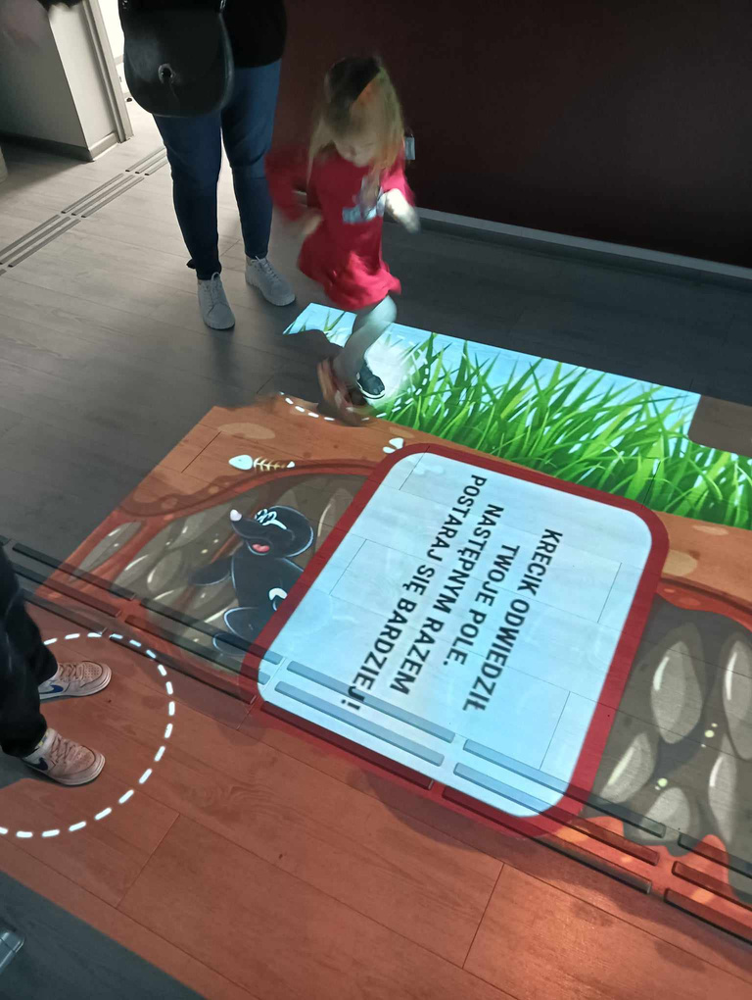 KRECIK ODWIEDZIŁ
TWOJE POLE.
NASTĘPNYM RAZEM
POSTARAJ SIĘ BARDZIEJ!